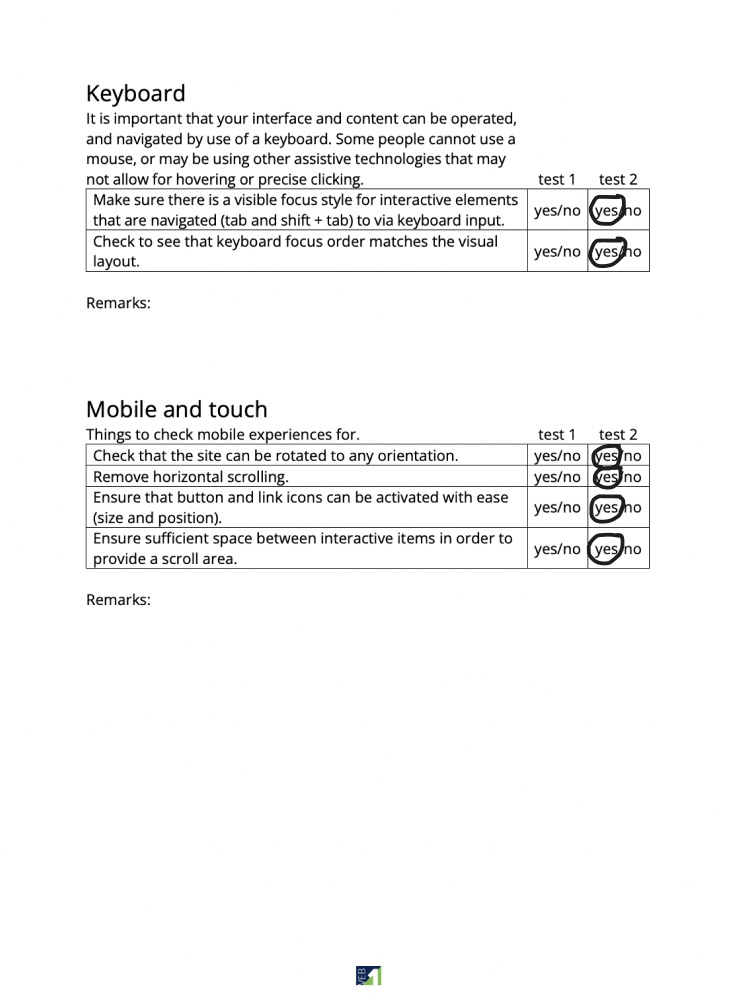 Keyboard
It is important that your interface and content can be operated,
and navigated by use of a keyboard. Some people cannot use a
mouse, or may be using other assistive technologies that may
not allow for hovering or precise clicking. test 1 test 2
Make sure there is a visible focus style for interactive elements
that are navigated (tab and shift + tab) to via keyboard input. yes/no yes/no
Check to see that keyboard focus order matches the visual
layout. yes/no yes/no
Remarks:
Mobile and touch
Things to check mobile experiences for. test 1 test 2
Check that the site can be rotated to any orientation. yes/no yes/no
Remove horizontal scrolling. yes/no yes/no
Ensure that button and link icons can be activated with ease
(size and position). yes/no yes/no
Ensure sufficient space between interactive items in order to
provide a scroll area. yes/no yes/no
Remarks:
WEB
1